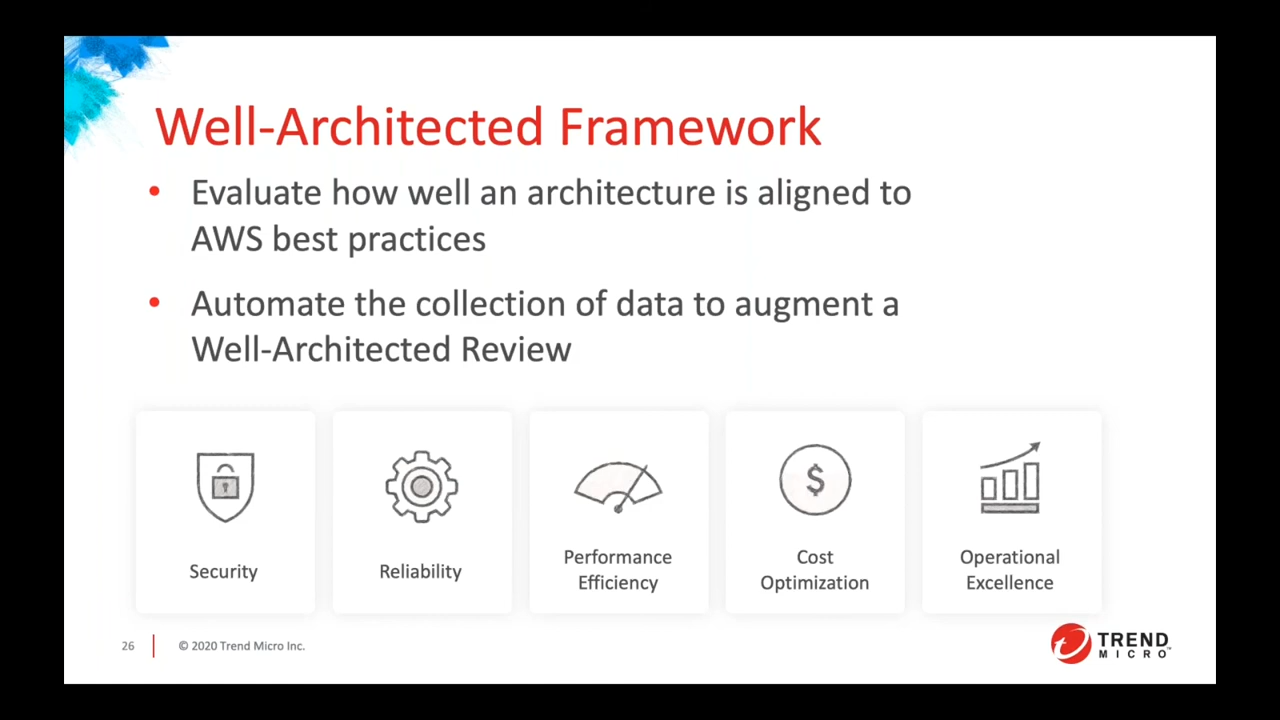 Well-Architected Framework
• Evaluate how well an architecture is aligned to
AWS best practices
• Automate the collection of data to augment a
Well-Architected Review
$
Security
Reliability
Performance
Efficiency
Cost
Optimization
Operational
Excellence
26
© 2020 Trend Micro Inc.
TREND
MICRO™